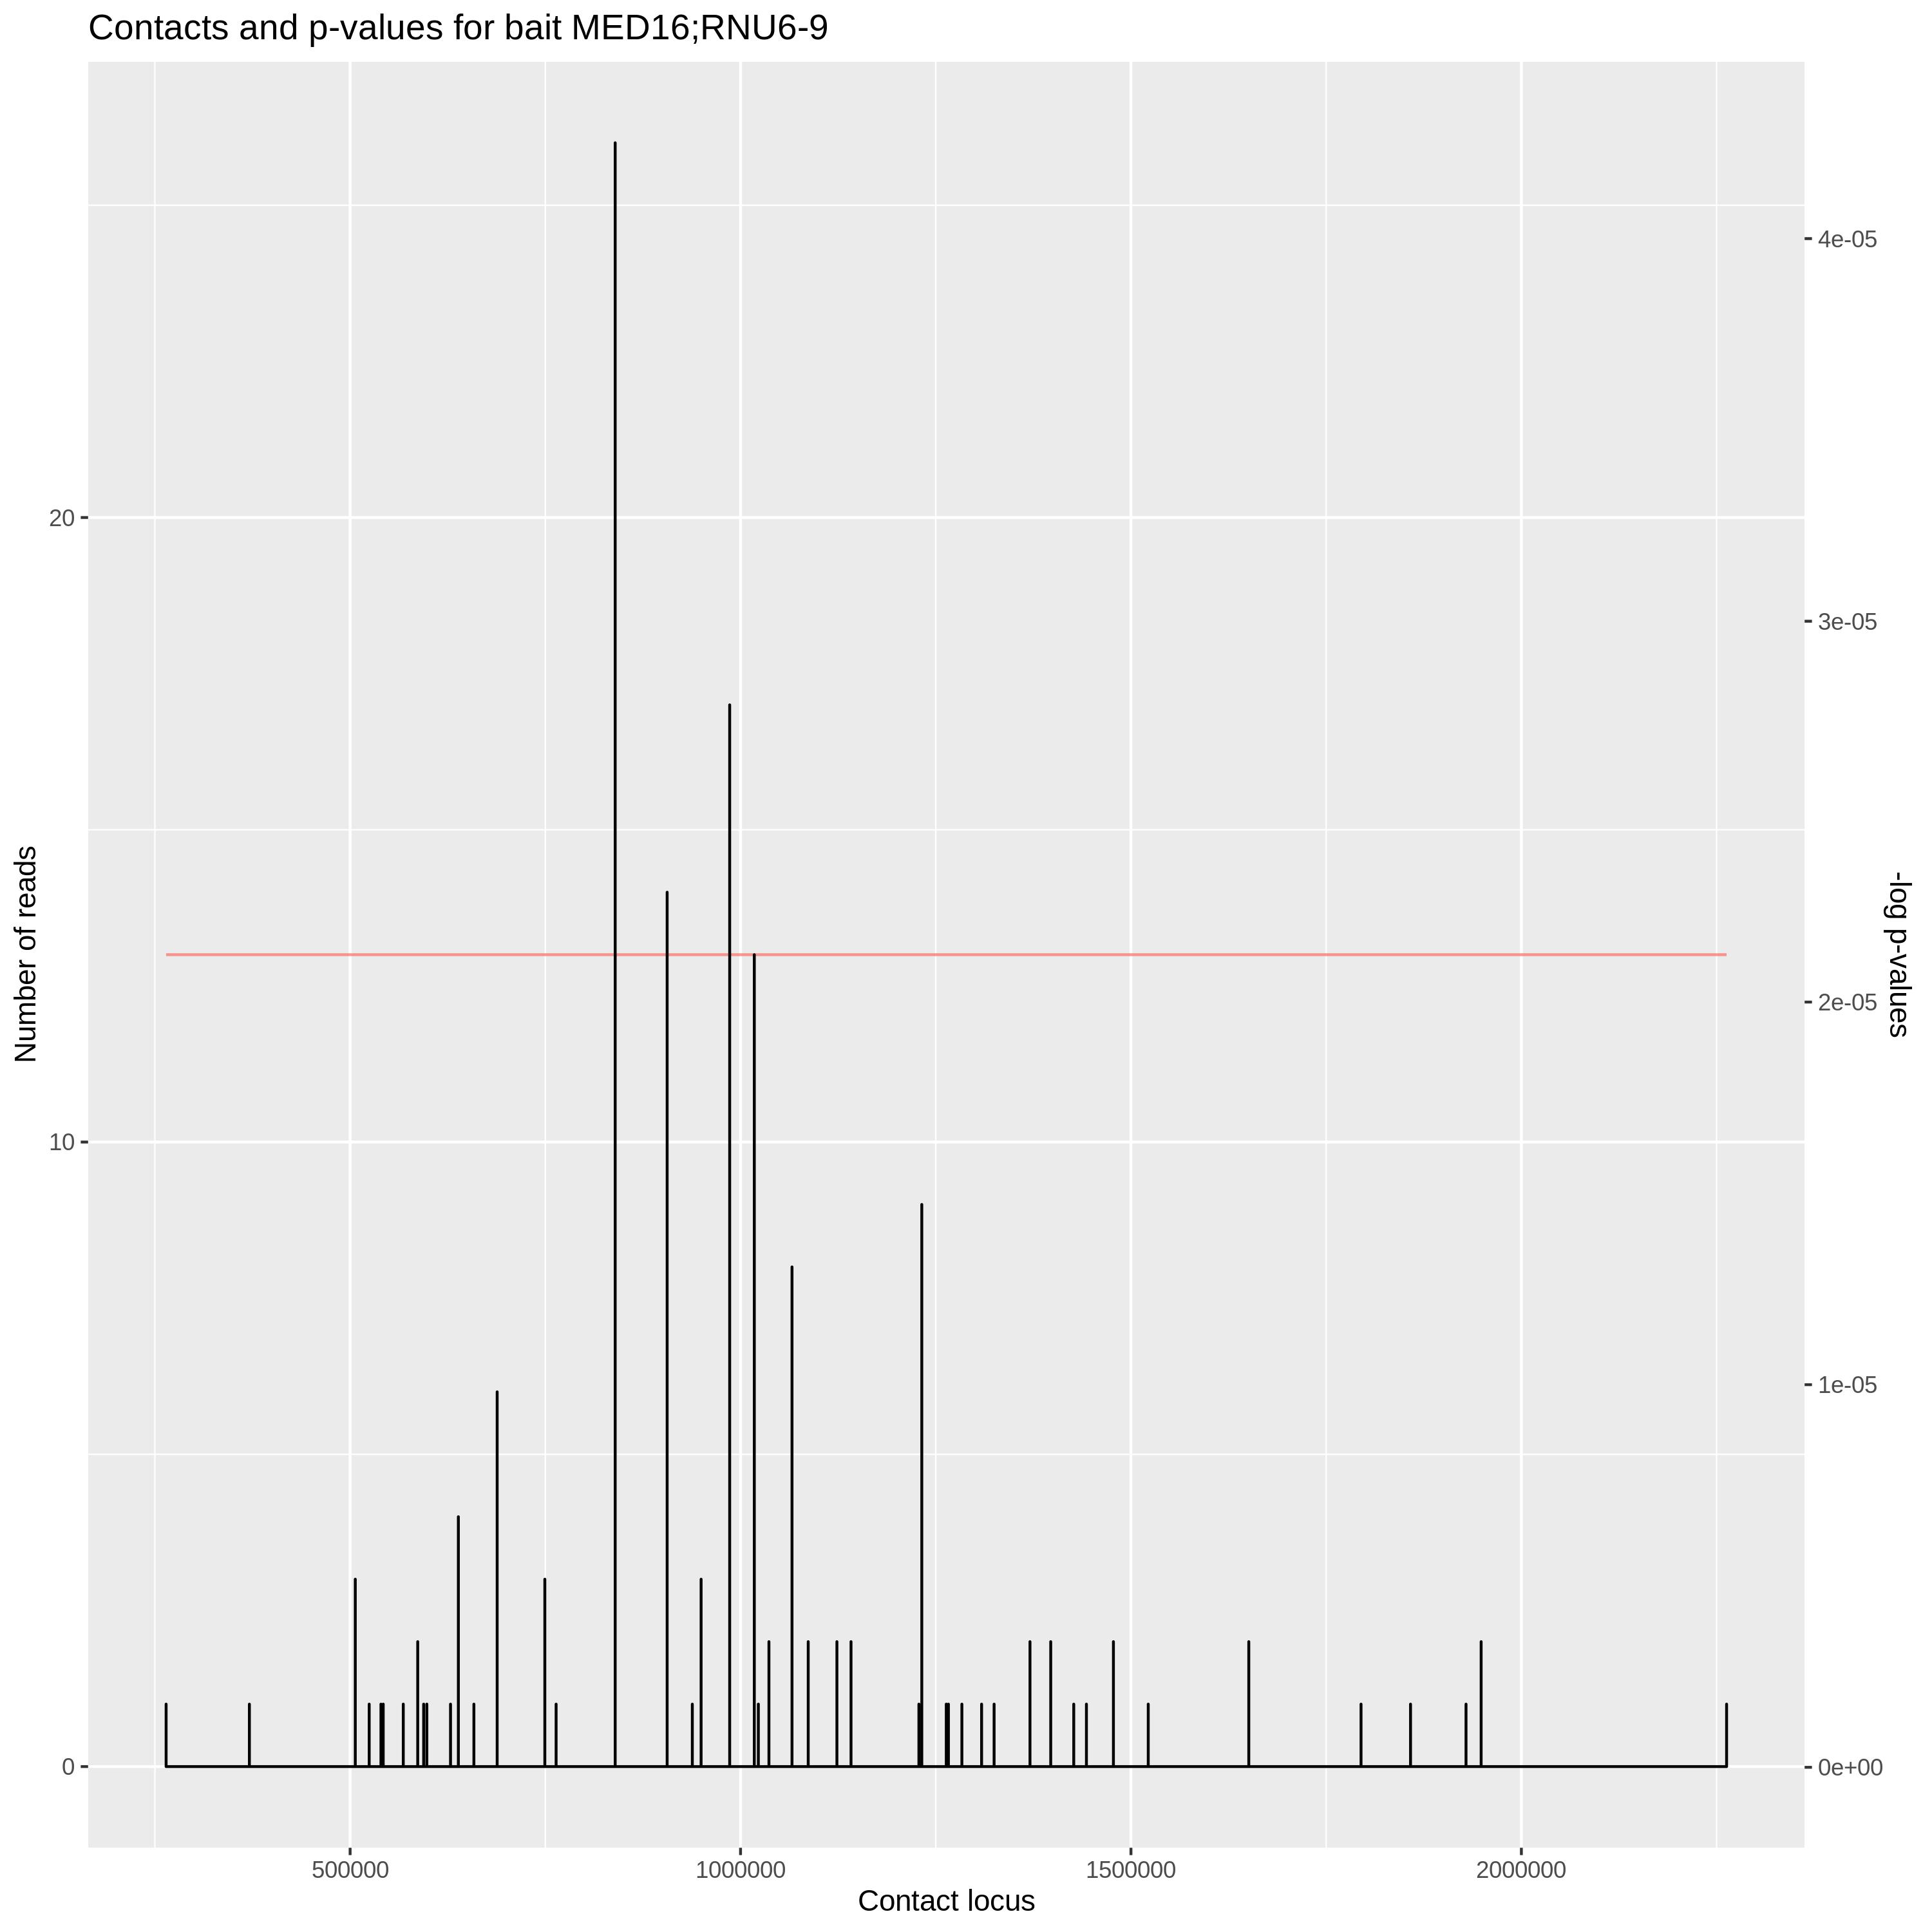 Contacts and p-values for bait MED16;RNU6-9
Number of reads
20
10
0
4e-05
3e-05
2e-05
1e-05
0e+00
-log p-values
500000
1000000
1500000
2000000
Contact locus